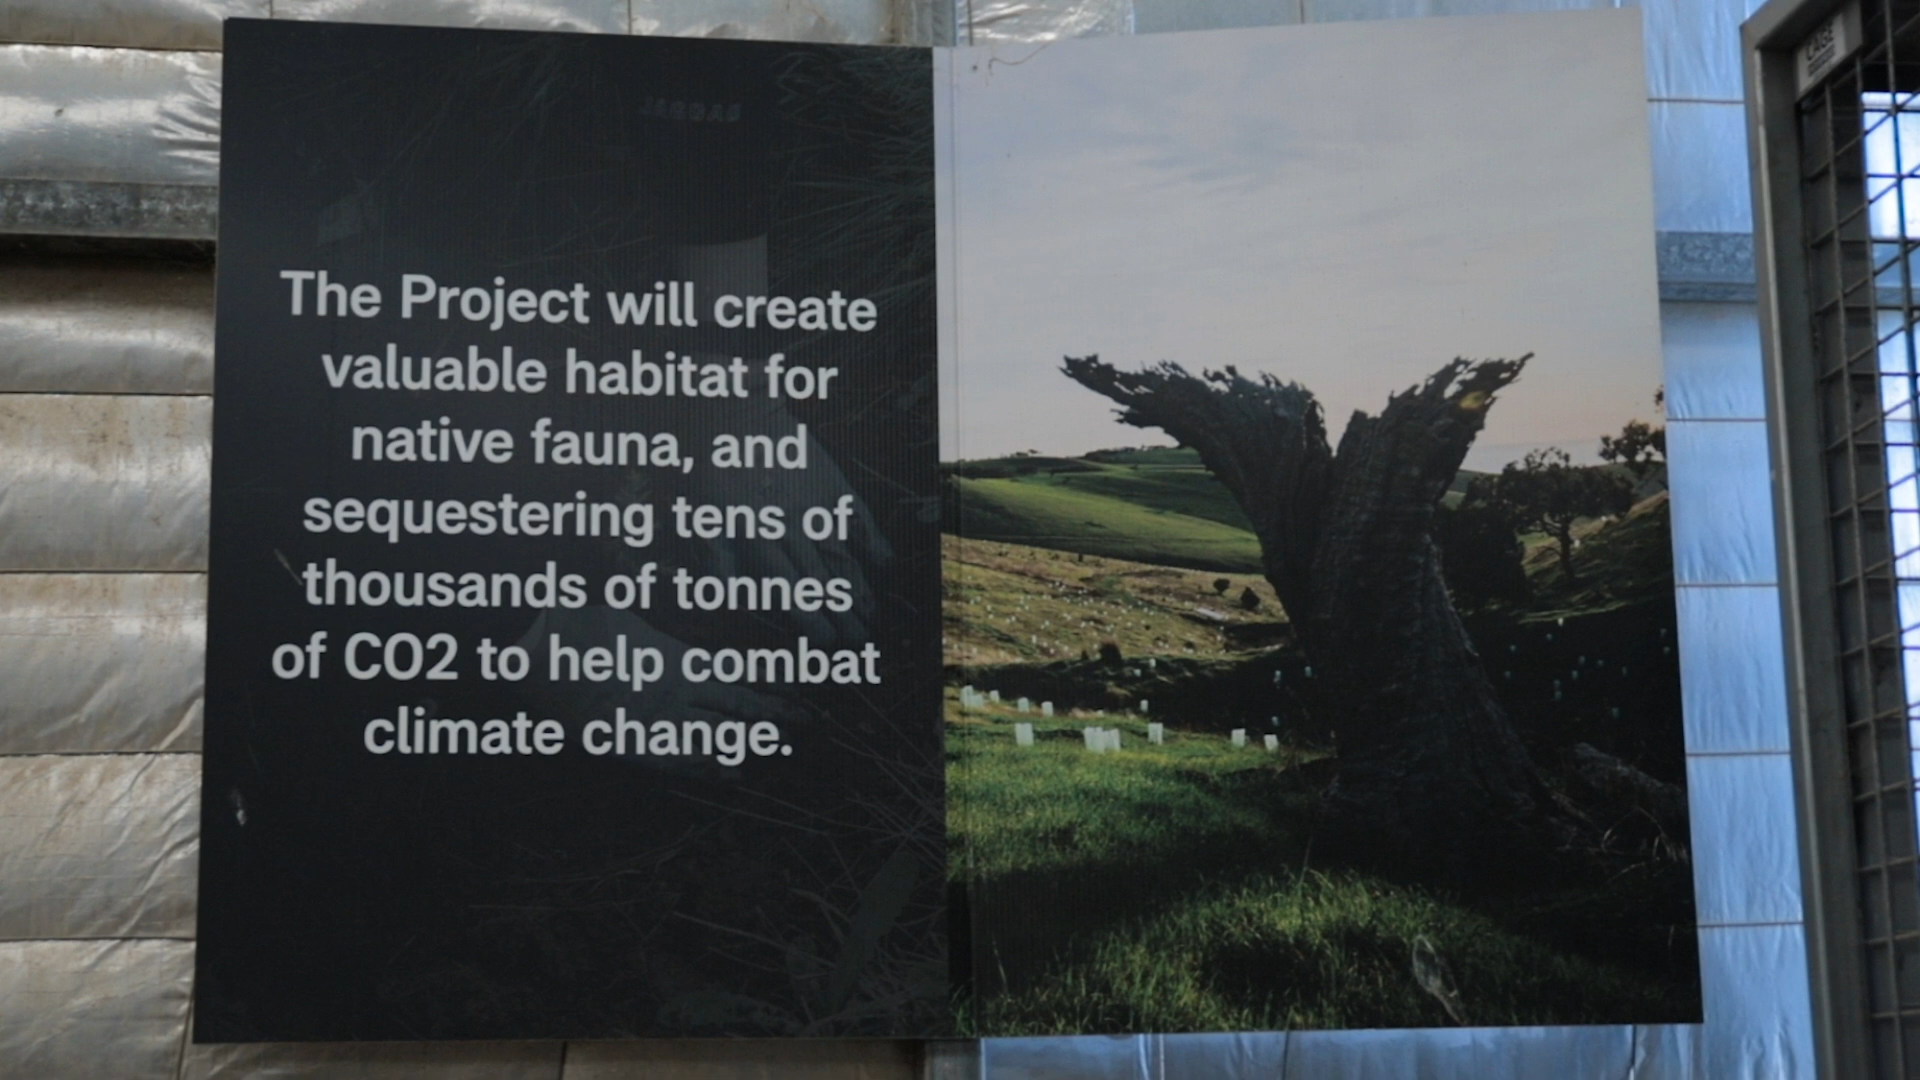 The Project will create
valuable habitat for
native fauna, and
sequestering tens of
thousands of tonnes
of CO2 to help combat
climate change.
CAGE